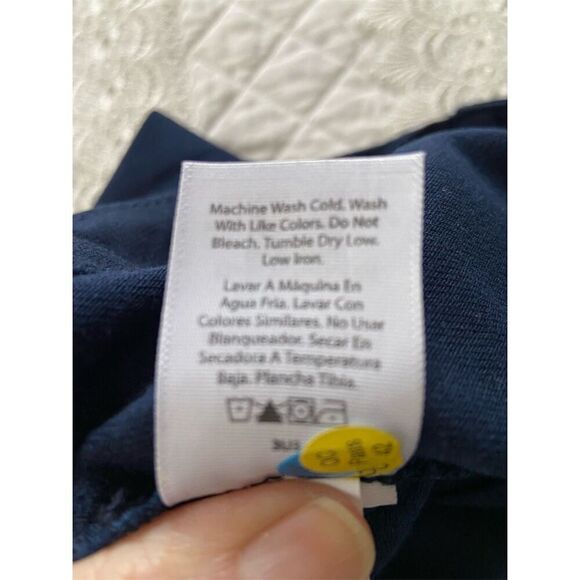 Machine Wash Cold. Wash
With Like Colors. Do Not
Bleach. Tumble Dry Low.
Low Iron.
Lavar A Máquina En
Agua Fría. Lavar Con
Colores Similares. No Usar
Blanqueador. Secar En
Secadora A Temperatura
Baja. Plancha Tibia.